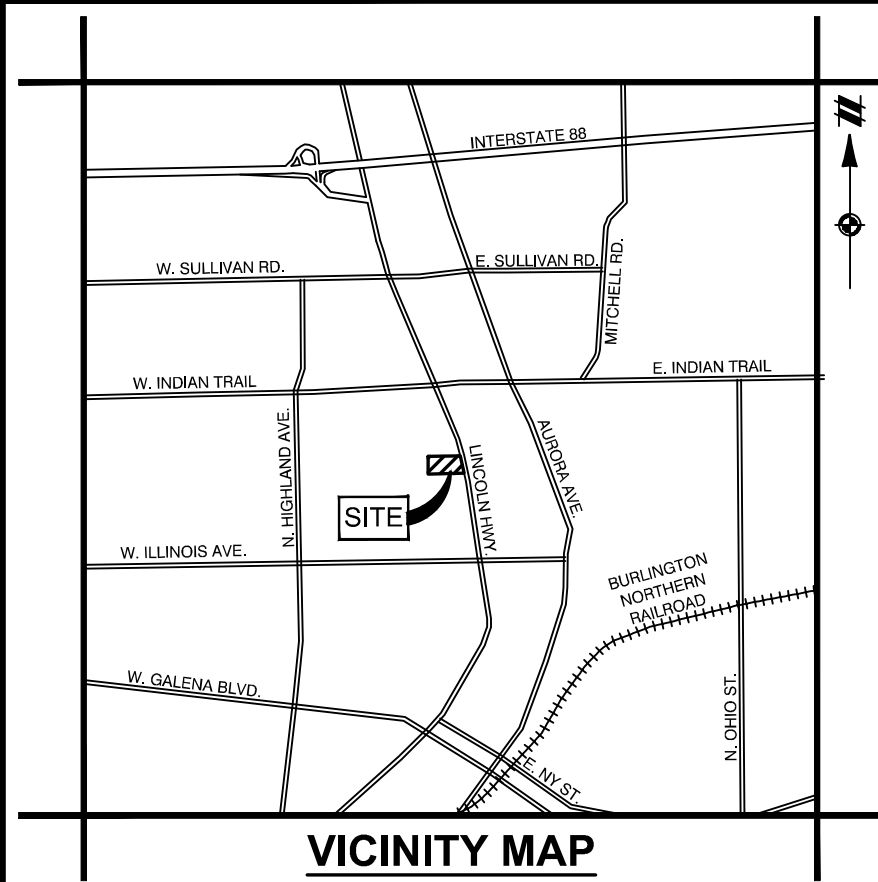 INTERSTATE 88
W. SULLIVAN RD.
E. SULLIVAN RD.
MITCHELL RD.
W. INDIAN TRAIL
E. INDIAN TRAIL
N. HIGHLAND AVE.
LINCOLN HWY.
AURORA AVE.
SITE
W. ILLINOIS AVE.
BURLINGTON
NORTHERN
RAILROAD
W. GALENA BLVD.
N. OHIO ST.
E. NY ST.
VICINITY MAP